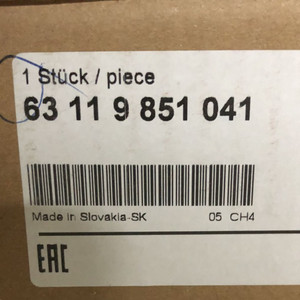 1 Stück / piece
63 11 9 851 041
Made in Slovakia-SK 05 CH4
EAC